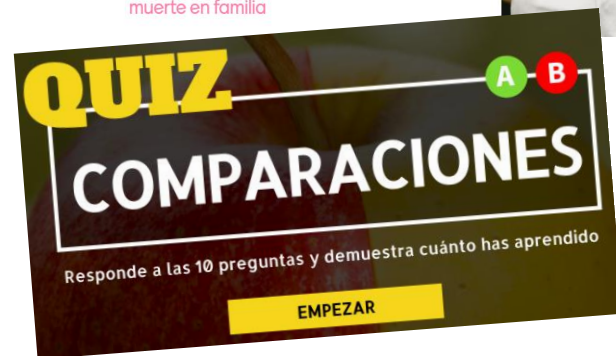 muerte en familia
QUIZ
A B
COMPARACIONES
Responde a las 10 preguntas y demuestra cuánto has aprendido
EMPEZAR